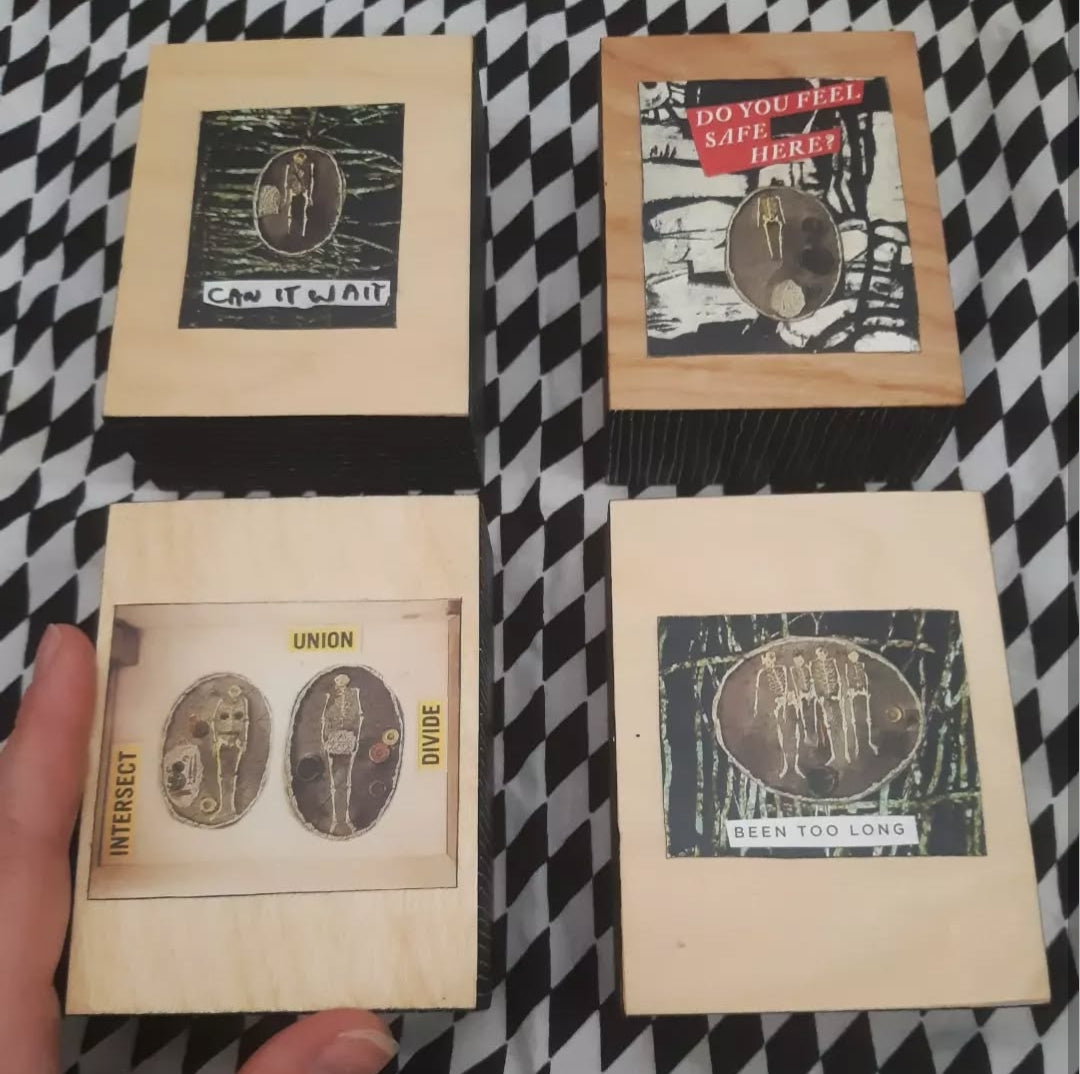 CAN IT WAIT
DO YOU FEEL
SAFE
HERE?
UNION
INTERSECT
DIVIDE
BEEN TOO LONG